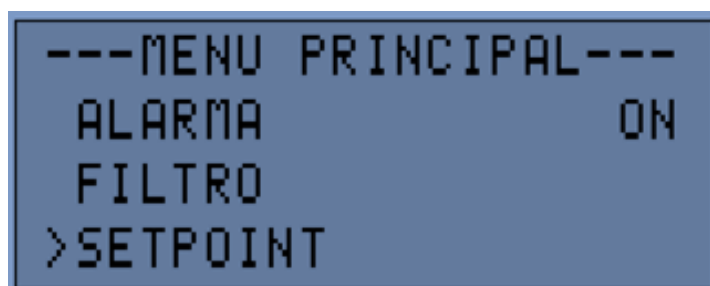 ---MENU PRINCIPAL---
ALARMA ON
FILTRO
>SETPOINT